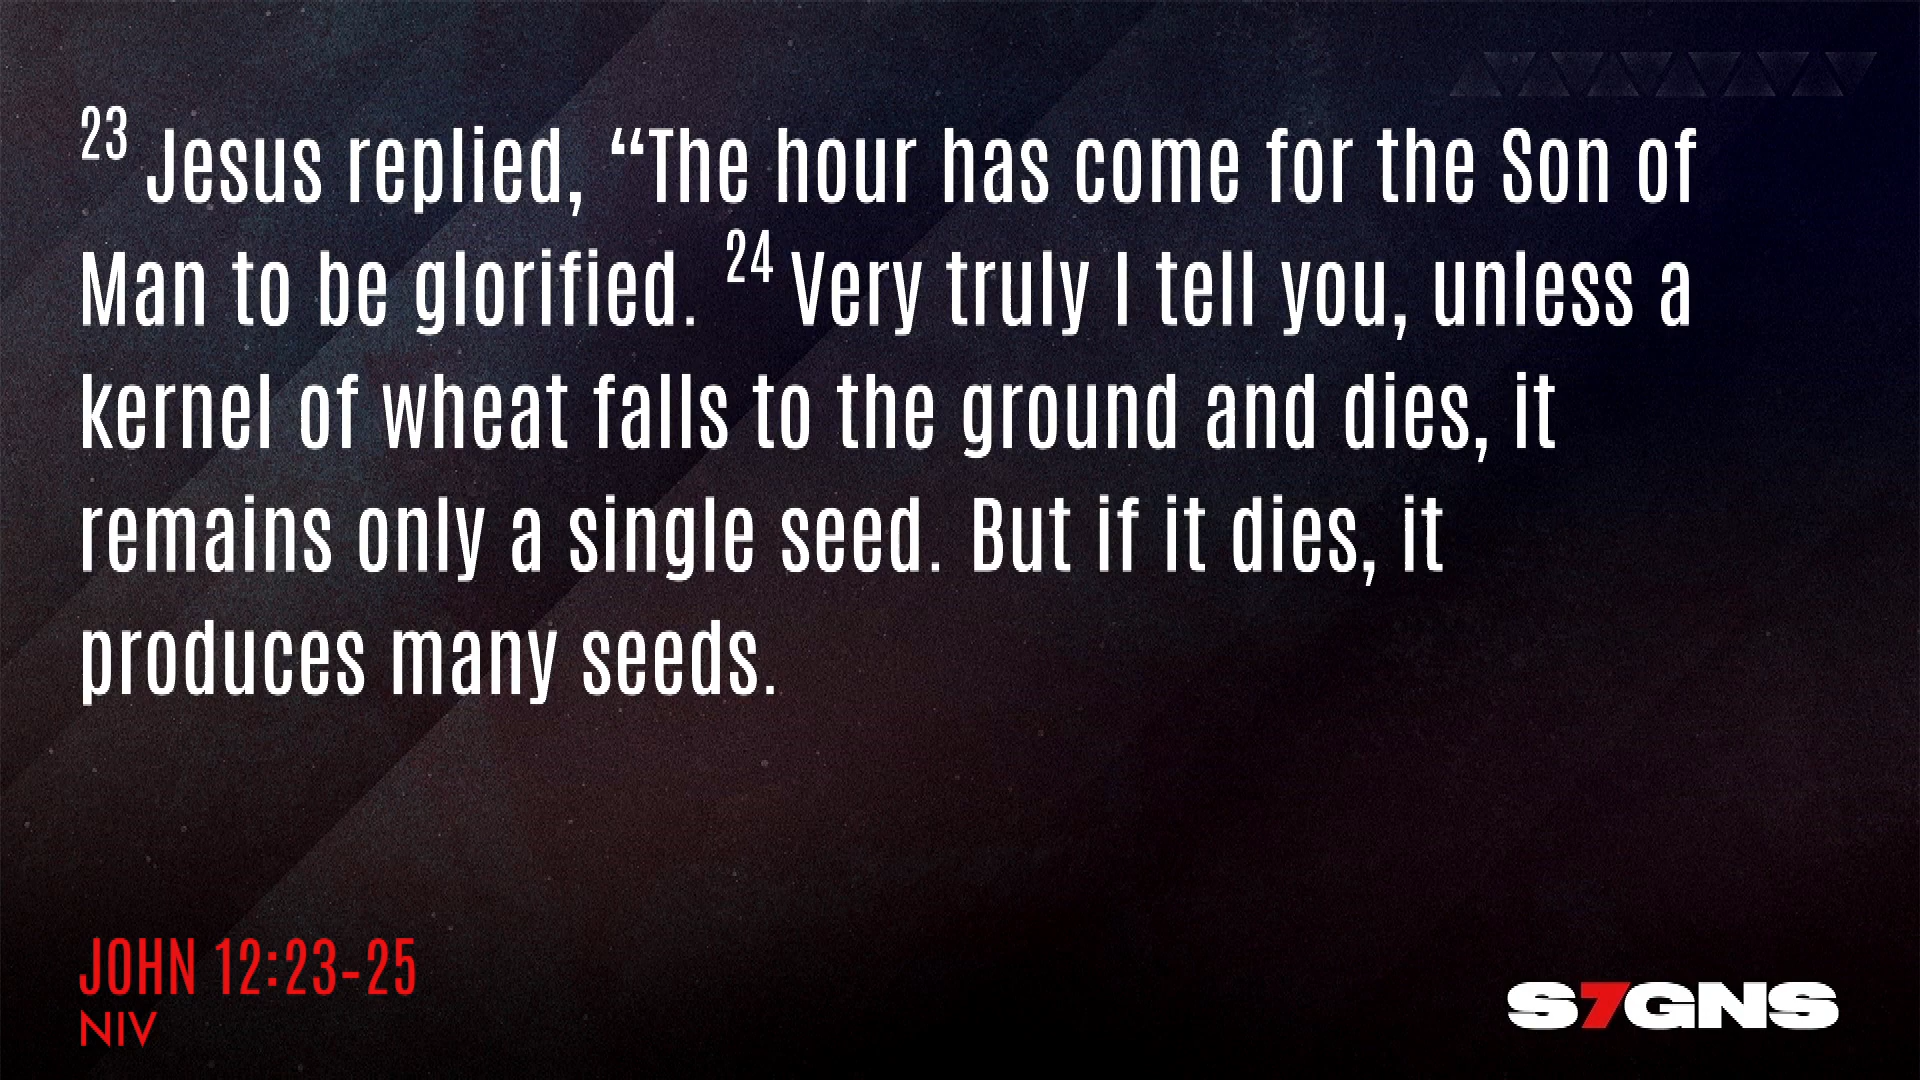 23 Jesus replied, “The hour has come for the Son of
Man to be glorified. 24 Very truly I tell you, unless a
kernel of wheat falls to the ground and dies, it
remains only a single seed. But if it dies, it
produces many seeds.
JOHN 12:23-25
NIV
S7GNS